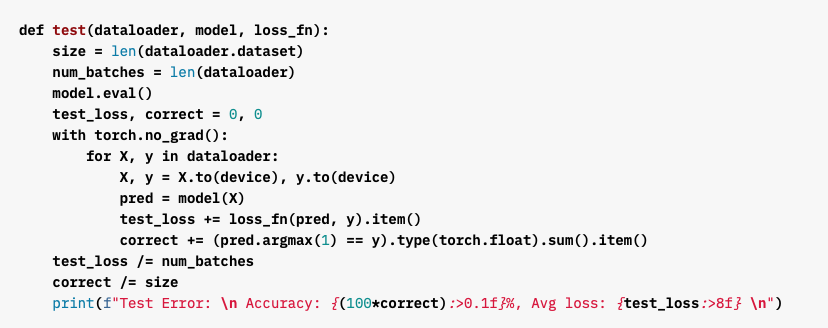 def test(dataloader, model, loss_fn):
    size = len(dataloader.dataset)
    num_batches = len(dataloader)
    model.eval()
    test_loss, correct = 0, 0
    with torch.no_grad():
        for X, y in dataloader:
            X, y = X.to(device), y.to(device)
            pred = model(X)
            test_loss += loss_fn(pred, y).item()
            correct += (pred.argmax(1) == y).type(torch.float).sum().item()
    test_loss /= num_batches
    correct /= size
    print(f"Test Error: \n Accuracy: {(100*correct):>0.1f}%, Avg loss: {test_loss:>8f} \n")